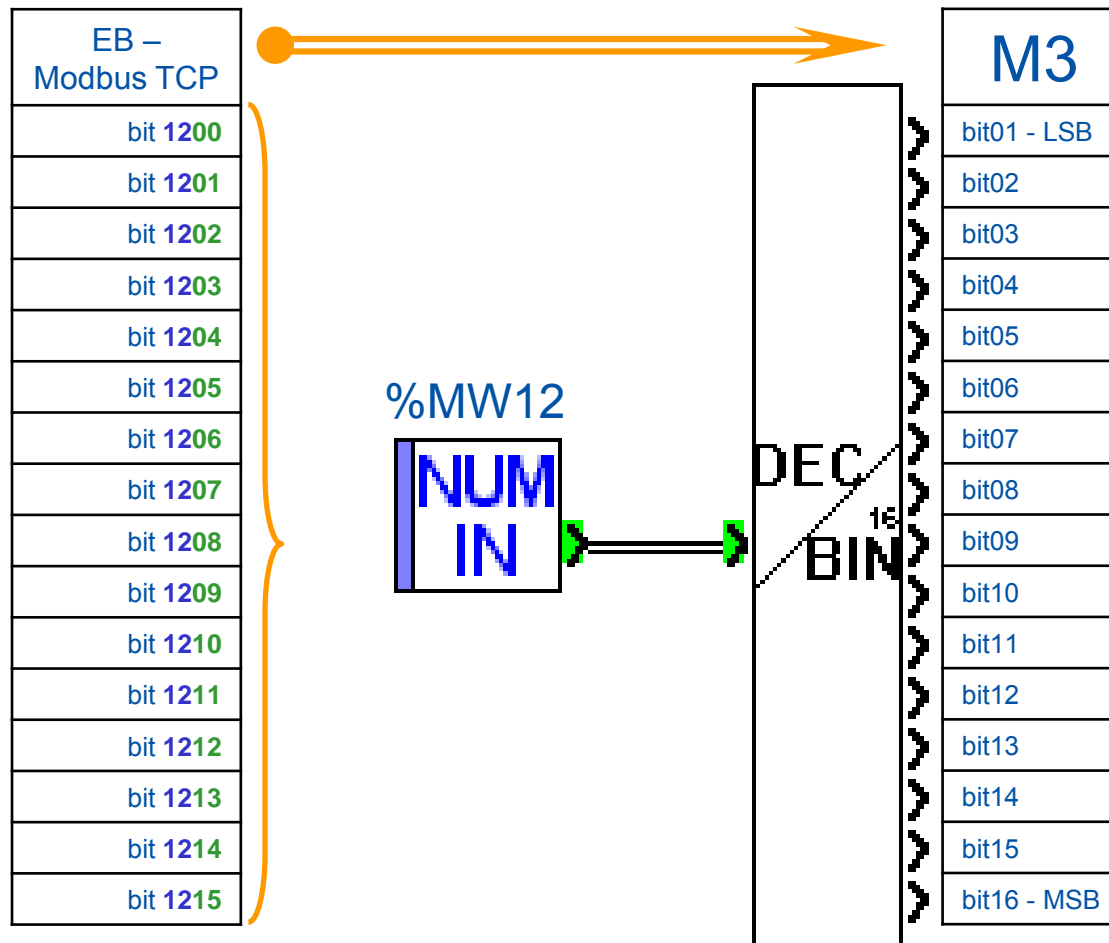 EB –
Modbus TCP
M3
bit 1200
bit01 - LSB
bit 1201
bit02
bit 1202
bit03
bit 1203
bit04
bit 1204
bit05
bit 1205
bit06
%MW12
bit 1206
bit07
NUM
IN
DEC
16
BIN
bit 1207
bit08
bit 1208
bit09
bit 1209
bit10
bit 1210
bit11
bit 1211
bit12
bit 1212
bit13
bit 1213
bit14
bit 1214
bit15
bit 1215
bit16 - MSB